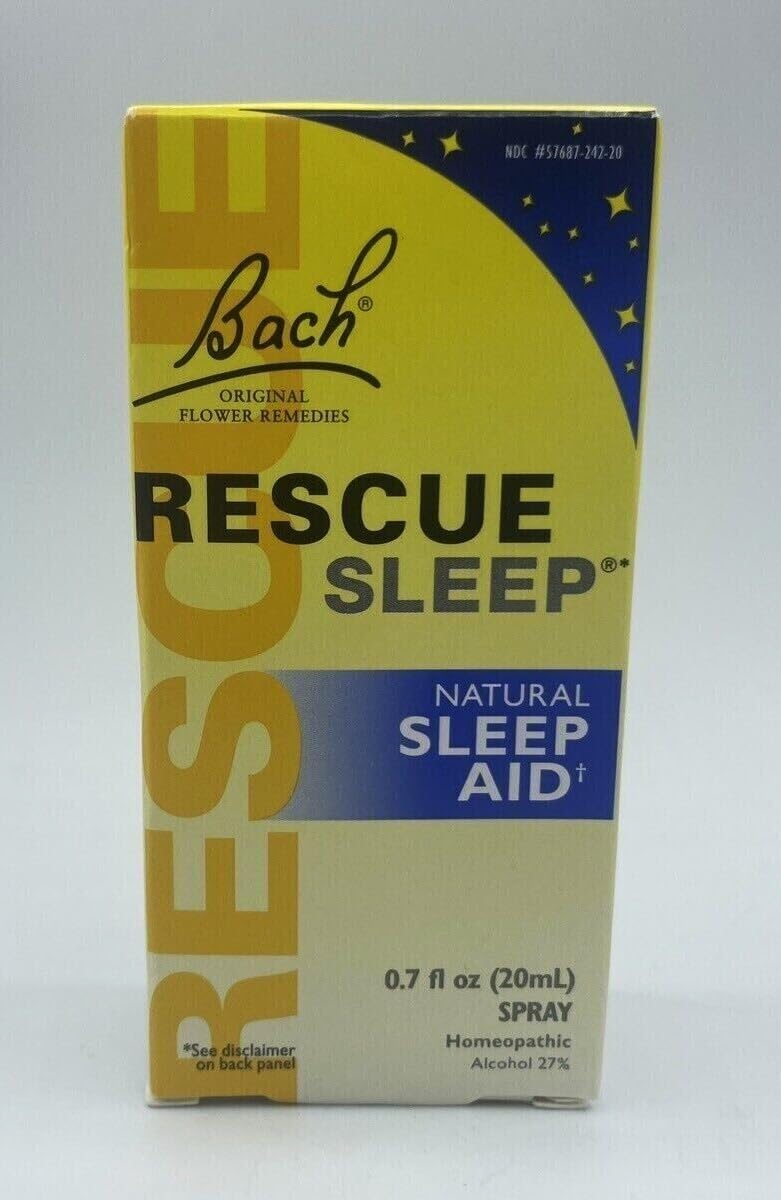 NDC #57687-242-20
Bach®
ORIGINAL
FLOWER REMEDIES
RESCUE
RESCUE
SLEEP®*
NATURAL
SLEEP
AID†
0.7 fl oz (20mL)
SPRAY
Homeopathic
Alcohol 27%
*See disclaimer
on back panel